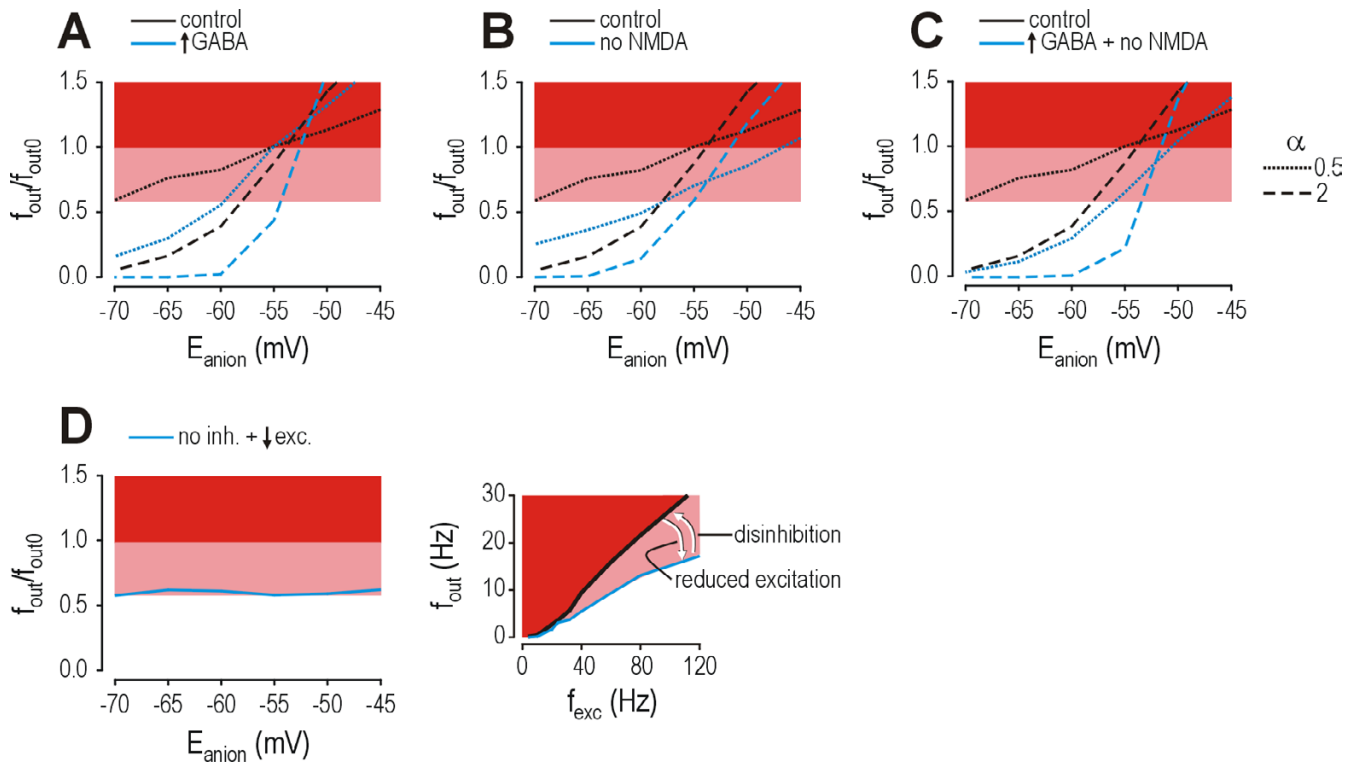 A
control
↑GABA
1.5
1.0
0.5
0.0
fout/fout0
-70 -65 -60 -55 -50 -45
Eanion (mV)
B
control
no NMDA
1.5
1.0
0.5
0.0
fout/fout0
-70 -65 -60 -55 -50 -45
Eanion (mV)
C
control
↑GABA + no NMDA
1.5
1.0
0.5
0.0
fout/fout0
-70 -65 -60 -55 -50 -45
Eanion (mV)
α
0.5
2
D
no inh. + ↓exc.
1.5
1.0
0.5
0.0
fout/fout0
-70 -65 -60 -55 -50 -45
Eanion (mV)
30
20
10
0
fout (Hz)
0 40 80 120
fexc (Hz)
disinhibition
reduced excitation